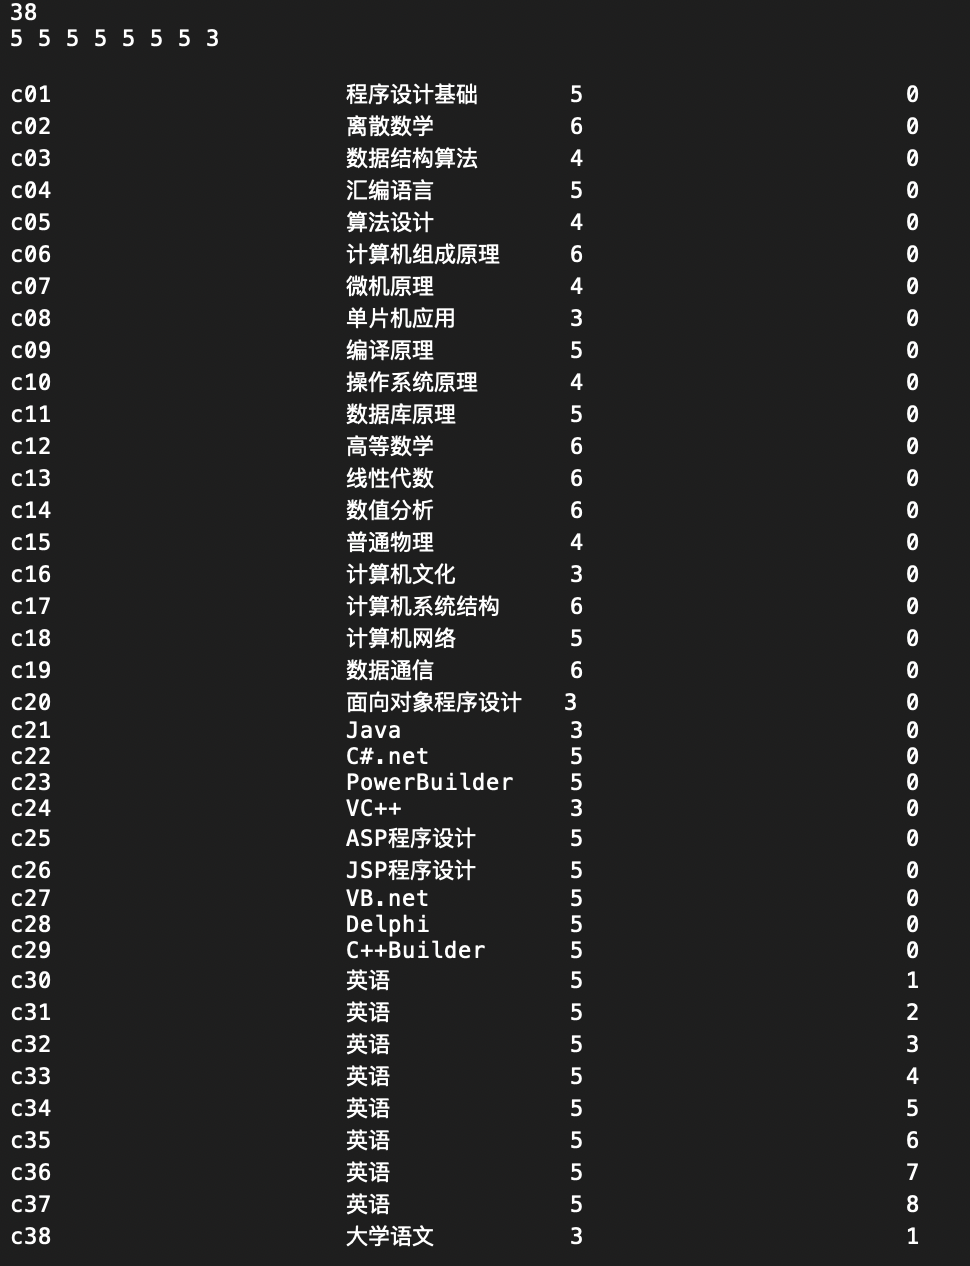 38
5 5 5 5 5 5 5 3
c01 程序设计基础 5 0
c02 离散数学 6 0
c03 数据结构算法 4 0
c04 汇编语言 5 0
c05 算法设计 4 0
c06 计算机组成原理 6 0
c07 微机原理 4 0
c08 单片机应用 3 0
c09 编译原理 5 0
c10 操作系统原理 4 0
c11 数据库原理 5 0
c12 高等数学 6 0
c13 线性代数 6 0
c14 数值分析 6 0
c15 普通物理 4 0
c16 计算机文化 3 0
c17 计算机系统结构 6 0
c18 计算机网络 5 0
c19 数据通信 6 0
c20 面向对象程序设计 3 0
c21 Java 3 0
c22 C#.net 5 0
c23 PowerBuilder 5 0
c24 VC++ 3 0
c25 ASP程序设计 5 0
c26 JSP程序设计 5 0
c27 VB.net 5 0
c28 Delphi 5 0
c29 C++Builder 5 0
c30 英语 5 1
c31 英语 5 2
c32 英语 5 3
c33 英语 5 4
c34 英语 5 5
c35 英语 5 6
c36 英语 5 7
c37 英语 5 8
c38 大学语文 3 1